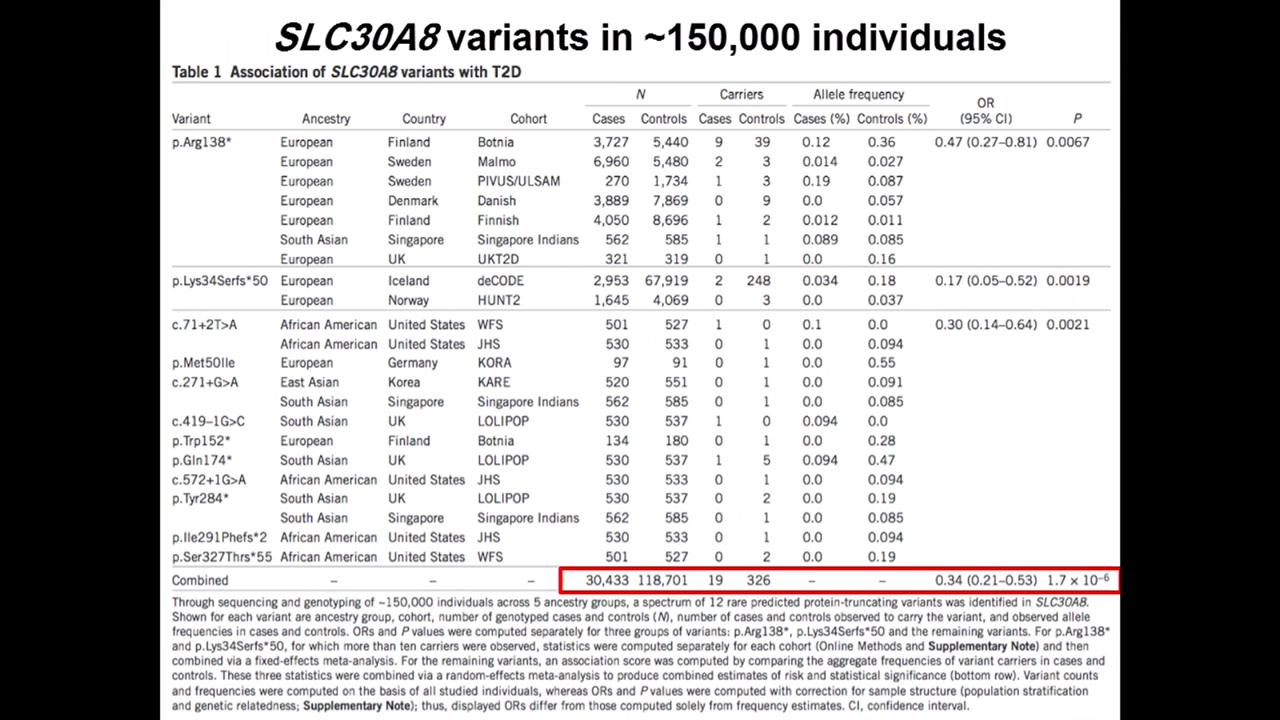 SLC30A8 variants in ~150,000 individuals
Table 1 Association of SLC30A8 variants with T2D
N Carriers Allele frequency
Variant Ancestry Country Cohort Cases Controls Cases Controls Cases (%) Controls (%) OR (95% CI) P
p.Arg138* European Finland Botnia 3,727 5,440 9 39 0.12 0.36 0.47 (0.27–0.81) 0.0067
European Sweden Malmo 6,960 5,480 2 3 0.014 0.027
European Sweden PIVUS/ULSAM 270 1,734 1 3 0.19 0.087
European Denmark Danish 3,889 7,869 0 9 0.0 0.057
European Finland Finnish 4,050 8,696 1 2 0.012 0.011
South Asian Singapore Singapore Indians 562 585 1 1 0.089 0.085
European UK UKT2D 321 319 0 1 0.0 0.16
p.Lys34Serfs*50 European Iceland deCODE 2,953 67,919 2 248 0.034 0.18 0.17 (0.05–0.52) 0.0019
European Norway HUNT2 1,645 4,069 0 3 0.0 0.037
c.71+2T>A African American United States WFS 501 527 1 0 0.1 0.0 0.30 (0.14–0.64) 0.0021
African American United States JHS 530 533 0 1 0.0 0.094
p.Met50Ile European Germany KORA 97 91 0 1 0.0 0.55
c.271+G>A East Asian Korea KARE 520 551 0 1 0.0 0.091
South Asian Singapore Singapore Indians 562 585 0 1 0.0 0.085
c.419–1G>C South Asian UK LOLIPOP 530 537 1 0 0.094 0.0
p.Trp152* European Finland Botnia 134 180 0 1 0.0 0.28
p.Gln174* South Asian UK LOLIPOP 530 537 1 5 0.094 0.47
c.572+1G>A African American United States JHS 530 533 0 1 0.0 0.094
p.Tyr284* South Asian UK LOLIPOP 530 537 0 2 0.0 0.19
South Asian Singapore Singapore Indians 562 585 0 1 0.0 0.085
p.Ile291Phefs*2 African American United States JHS 530 533 0 1 0.0 0.094
p.Ser327Thrs*55 African American United States WFS 501 527 0 2 0.0 0.19
Combined – – – 30,433 118,701 19 326 – – 0.34 (0.21–0.53) 1.7 × 10⁻⁶
Through sequencing and genotyping of ~150,000 individuals across 5 ancestry groups, a spectrum of 12 rare predicted protein-truncating variants was identified in SLC30A8.
Shown for each variant are ancestry group, cohort, number of genotyped cases and controls (N), number of cases and controls observed to carry the variant, and observed allele
frequencies in cases and controls. ORs and P values were computed separately for three groups of variants: p.Arg138*, p.Lys34Serfs*50 and the remaining variants. For p.Arg138*
and p.Lys34Serfs*50, for which more than ten carriers were observed, statistics were computed separately for each cohort (Online Methods and Supplementary Note) and then
combined via a fixed-effects meta-analysis. For the remaining variants, an association score was computed by comparing the aggregate frequencies of variant carriers in cases and
controls. These three statistics were combined via a random-effects meta-analysis to produce combined estimates of risk and statistical significance (bottom row). Variant counts
and frequencies were computed on the basis of all studied individuals, whereas ORs and P values were computed with correction for sample structure (population stratification
and genetic relatedness; Supplementary Note); thus, displayed ORs differ from those computed solely from frequency estimates. CI, confidence interval.